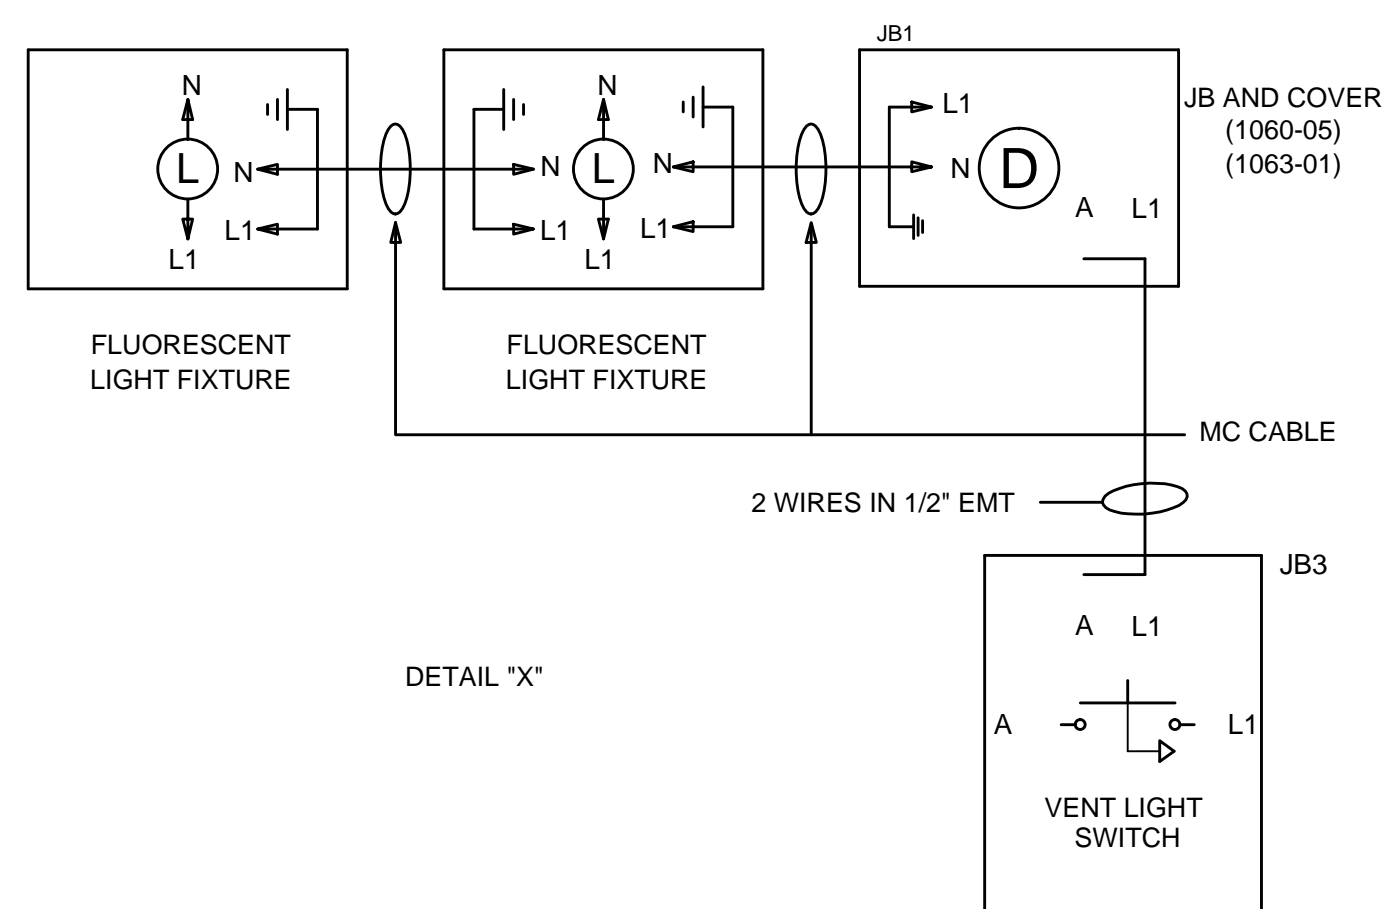 JB1
JB AND COVER
(1060-05)
(1063-01)
N
L
N
L1
L1
N
L1
N
L
L1
N
L1
L1
N
D
A L1
FLUORESCENT
LIGHT FIXTURE
FLUORESCENT
LIGHT FIXTURE
MC CABLE
2 WIRES IN 1/2" EMT
JB3
A L1
A
L1
VENT LIGHT
SWITCH
DETAIL "X"